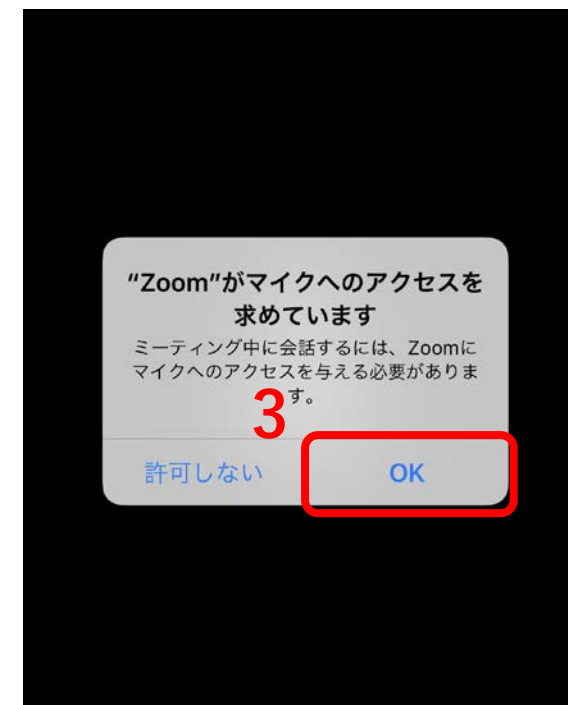 "Zoom"がマイクへのアクセスを
求めています
ミーティング中に会話するには、Zoomに
マイクへのアクセスを与える必要がありま
す。
3
許可しない
OK